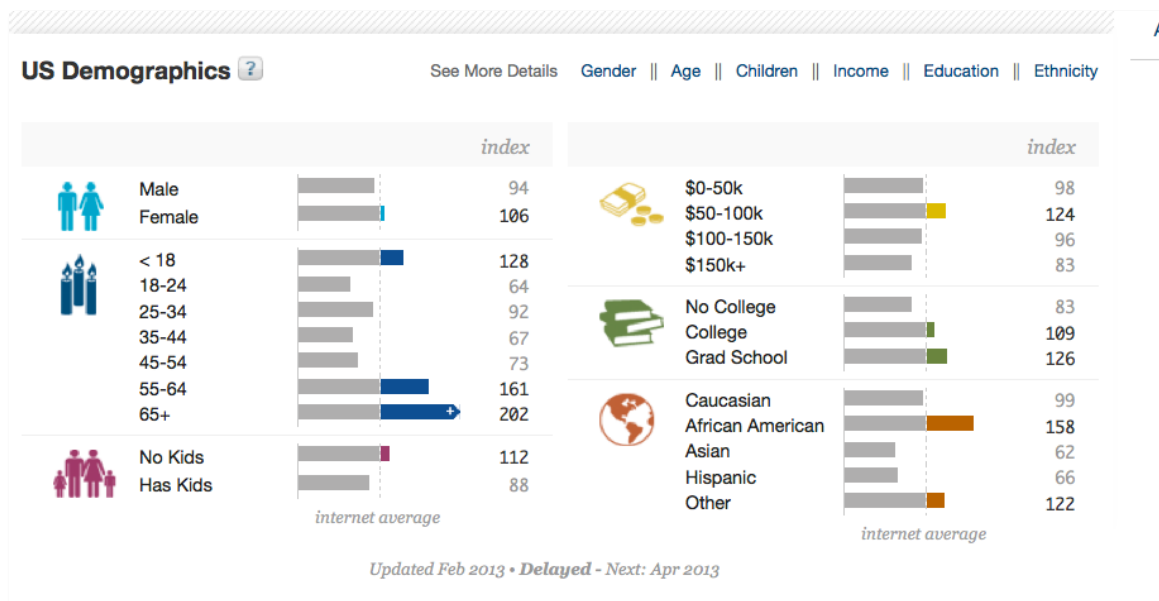 A
US Demographics ?
See More Details Gender || Age || Children || Income || Education || Ethnicity
index
Male 94
Female 106
< 18 128
18-24 64
25-34 92
35-44 67
45-54 73
55-64 161
65+ + 202
No Kids 112
Has Kids 88
internet average
index
$0-50k 98
$50-100k 124
$100-150k 96
$150k+ 83
No College 83
College 109
Grad School 126
Caucasian 99
African American 158
Asian 62
Hispanic 66
Other 122
internet average
Updated Feb 2013 • Delayed - Next: Apr 2013